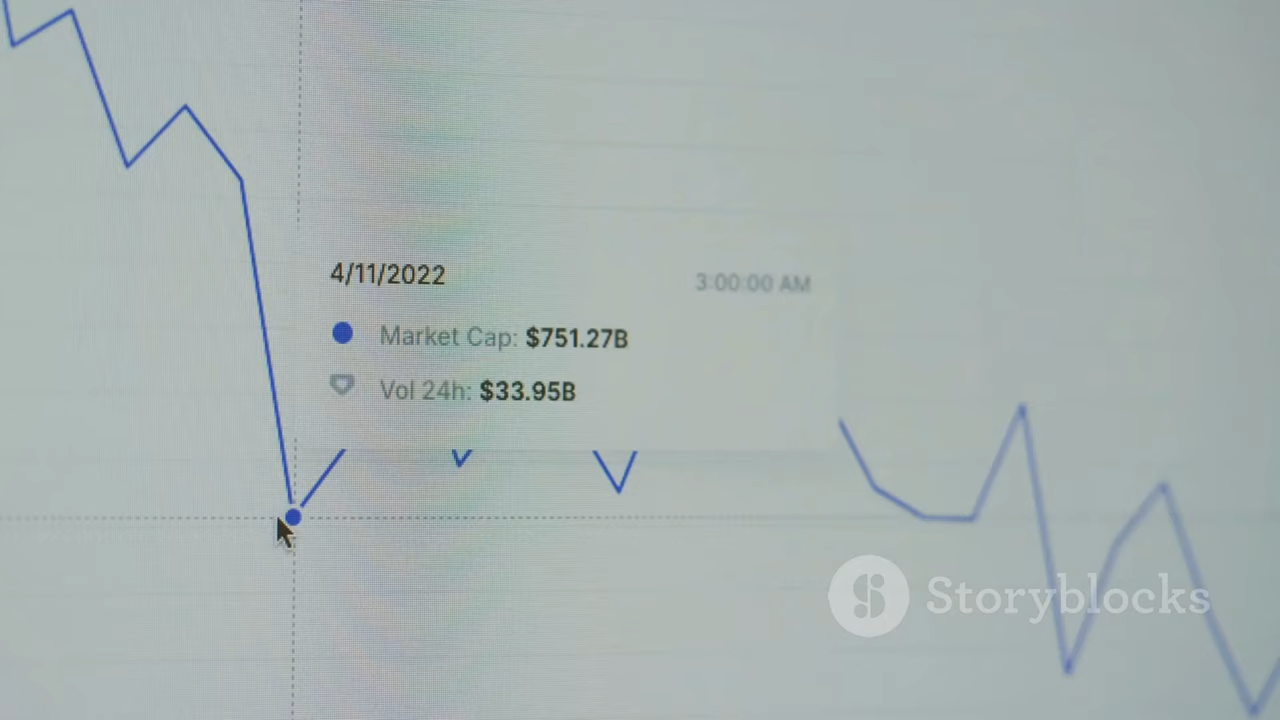 4/11/2022 3:00:00 AM
Market Cap: $751.27B
Vol 24h: $33.95B
Storyblocks